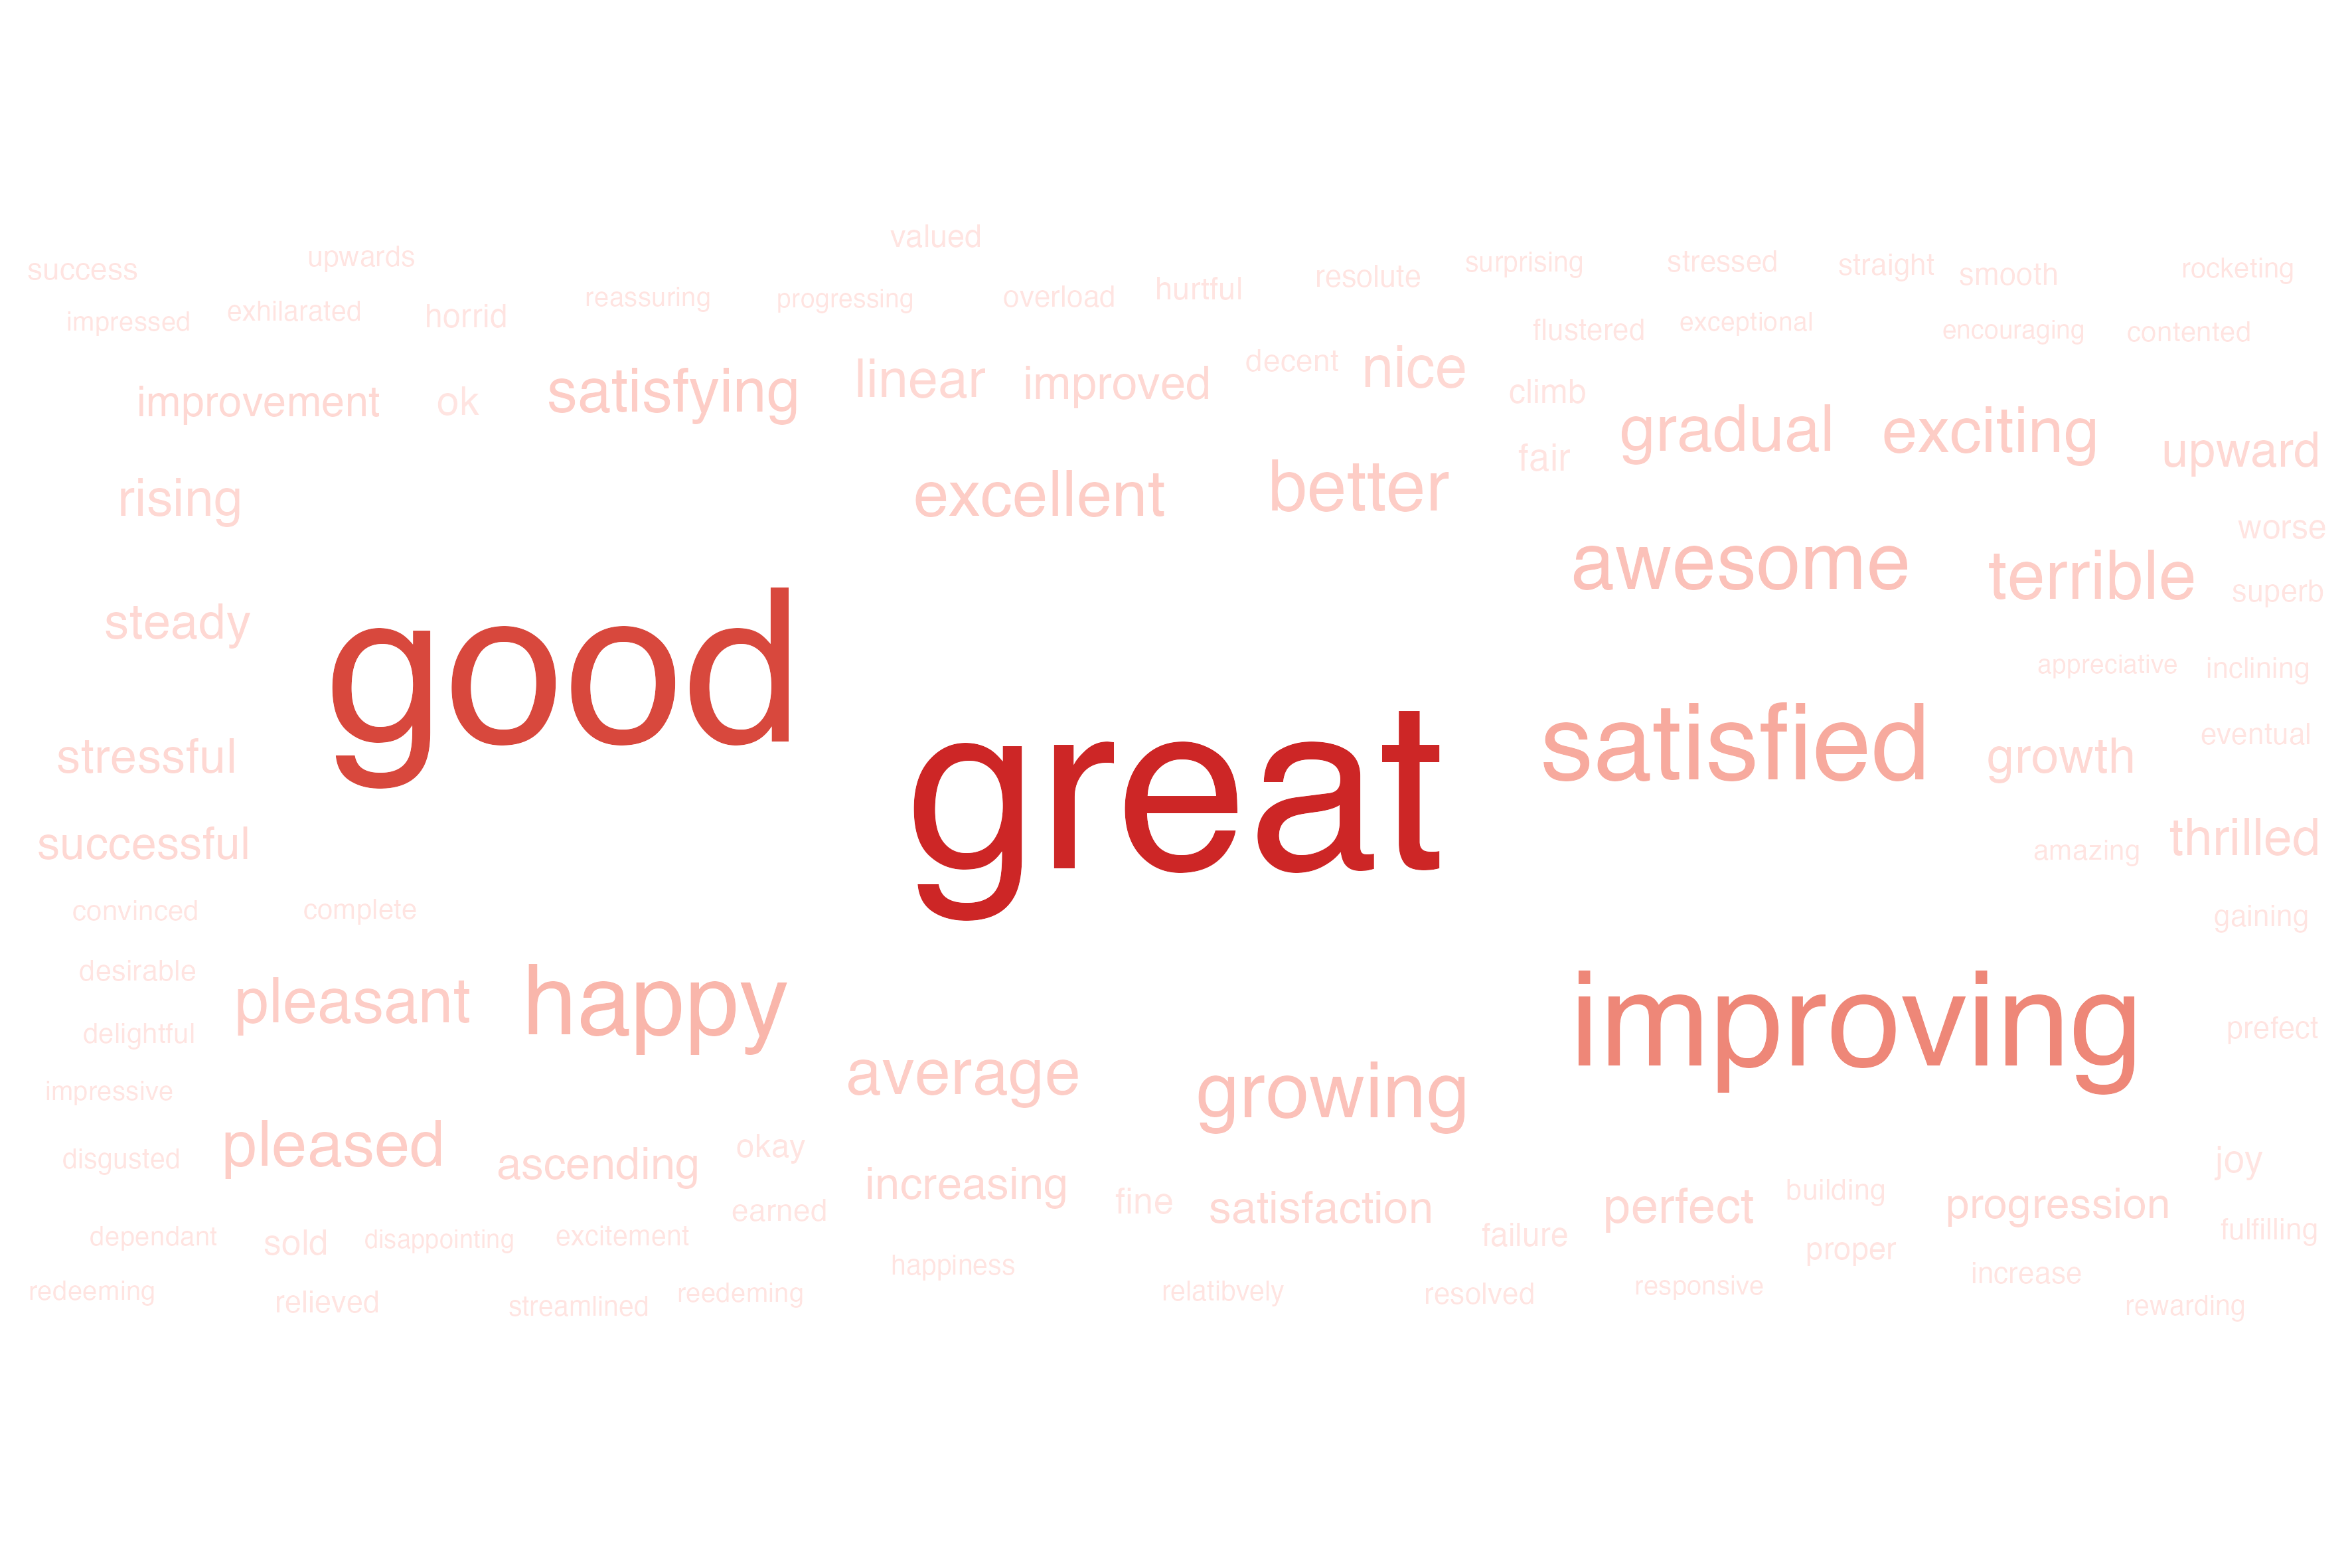 valued
success upwards surprising stressed straight smooth rocketing
impressed exhilarated horrid reassuring progressing overload hurtful resolute
flustered exceptional encouraging contented
improvement ok satisfying linear improved decent nice climb
gradual exciting upward
rising excellent better fair
worse
awesome terrible superb
steady good
appreciative inclining
stressful great satisfied growth eventual
successful amazing thrilled
convinced complete gaining
desirable pleasant happy
delightful improving prefect
impressive average growing
disgusted pleased ascending okay increasing fine satisfaction perfect building progression joy
earned
dependant sold disappointing excitement failure proper fulfilling
happiness increase
redeeming relieved streamlined reedeming relatibvely resolved responsive rewarding